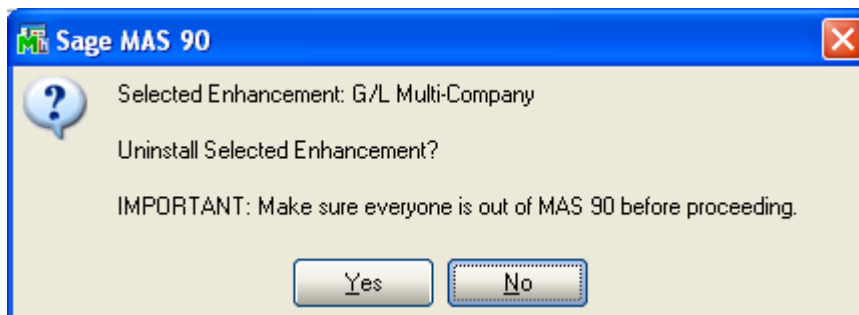 Sage MAS 90
Selected Enhancement: G/L Multi-Company
Uninstall Selected Enhancement?
IMPORTANT: Make sure everyone is out of MAS 90 before proceeding.
Yes No